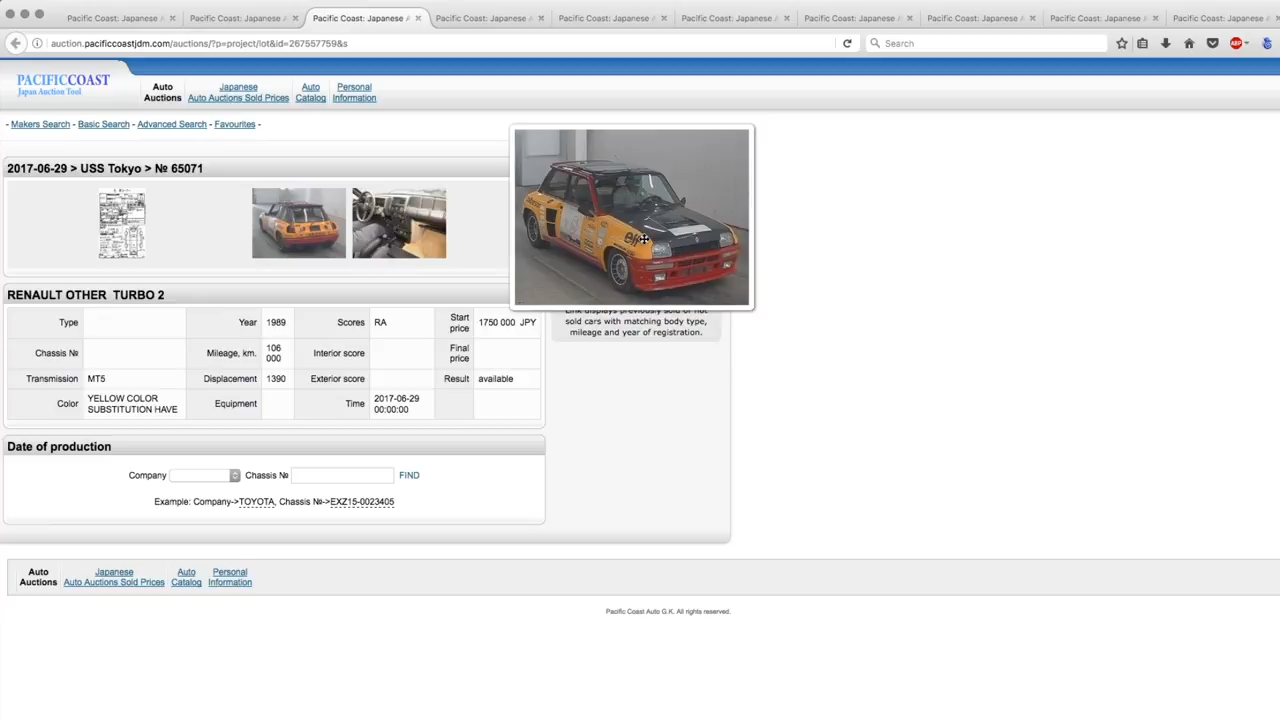 Pacific Coast: Japanese A
Pacific Coast: Japanese A
Pacific Coast: Japanese A
Pacific Coast: Japanese A
Pacific Coast: Japanese A
Pacific Coast: Japanese A
Pacific Coast: Japanese A
Pacific Coast: Japanese A
Pacific Coast: Japanese A
Pacific Coast: Japanese A
auction.pacificcoastjdm.com/auctions/?p=project/lot&id=267557759&s
Search
ABP
PACIFICCOAST
Japan Auction Tool
Auto Auctions
Japanese Auto Auctions Sold Prices
Auto Catalog
Personal Information
- Makers Search - Basic Search - Advanced Search - Favourites -
2017-06-29 > USS Tokyo > № 65071
elf
RENAULT OTHER TURBO 2
Type Year 1989 Scores RA Start price 1750 000 JPY
Chassis № Mileage, km. 106 000 Interior score Final price
Transmission MT5 Displacement 1390 Exterior score Result available
Color YELLOW COLOR SUBSTITUTION HAVE Equipment Time 2017-06-29 00:00:00
sold cars with matching body type,
mileage and year of registration.
Date of production
Company Chassis № FIND
Example: Company->TOYOTA, Chassis №->EXZ15-0023405
Auto Auctions
Japanese Auto Auctions Sold Prices
Auto Catalog
Personal Information
Pacific Coast Auto G.K. All rights reserved.